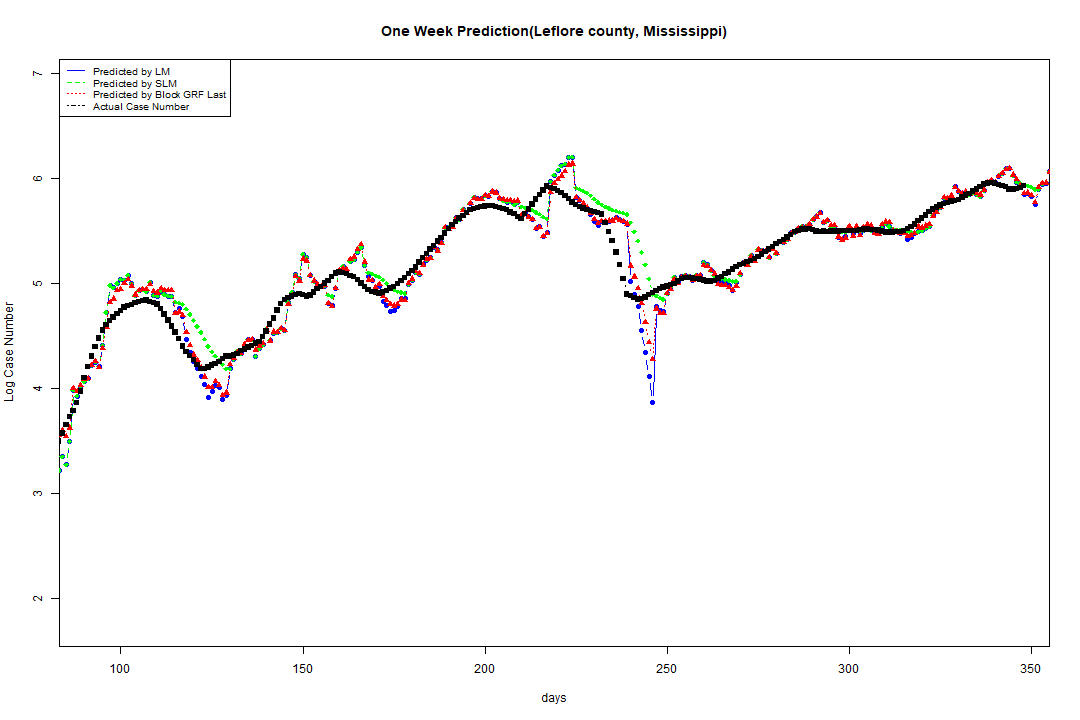 One Week Prediction(Leflore county, Mississippi)
Predicted by LM
Predicted by SLM
Predicted by Block GRF Last
Actual Case Number
7
6
5
4
3
2
Log Case Number
100 150 200 250 300 350
days